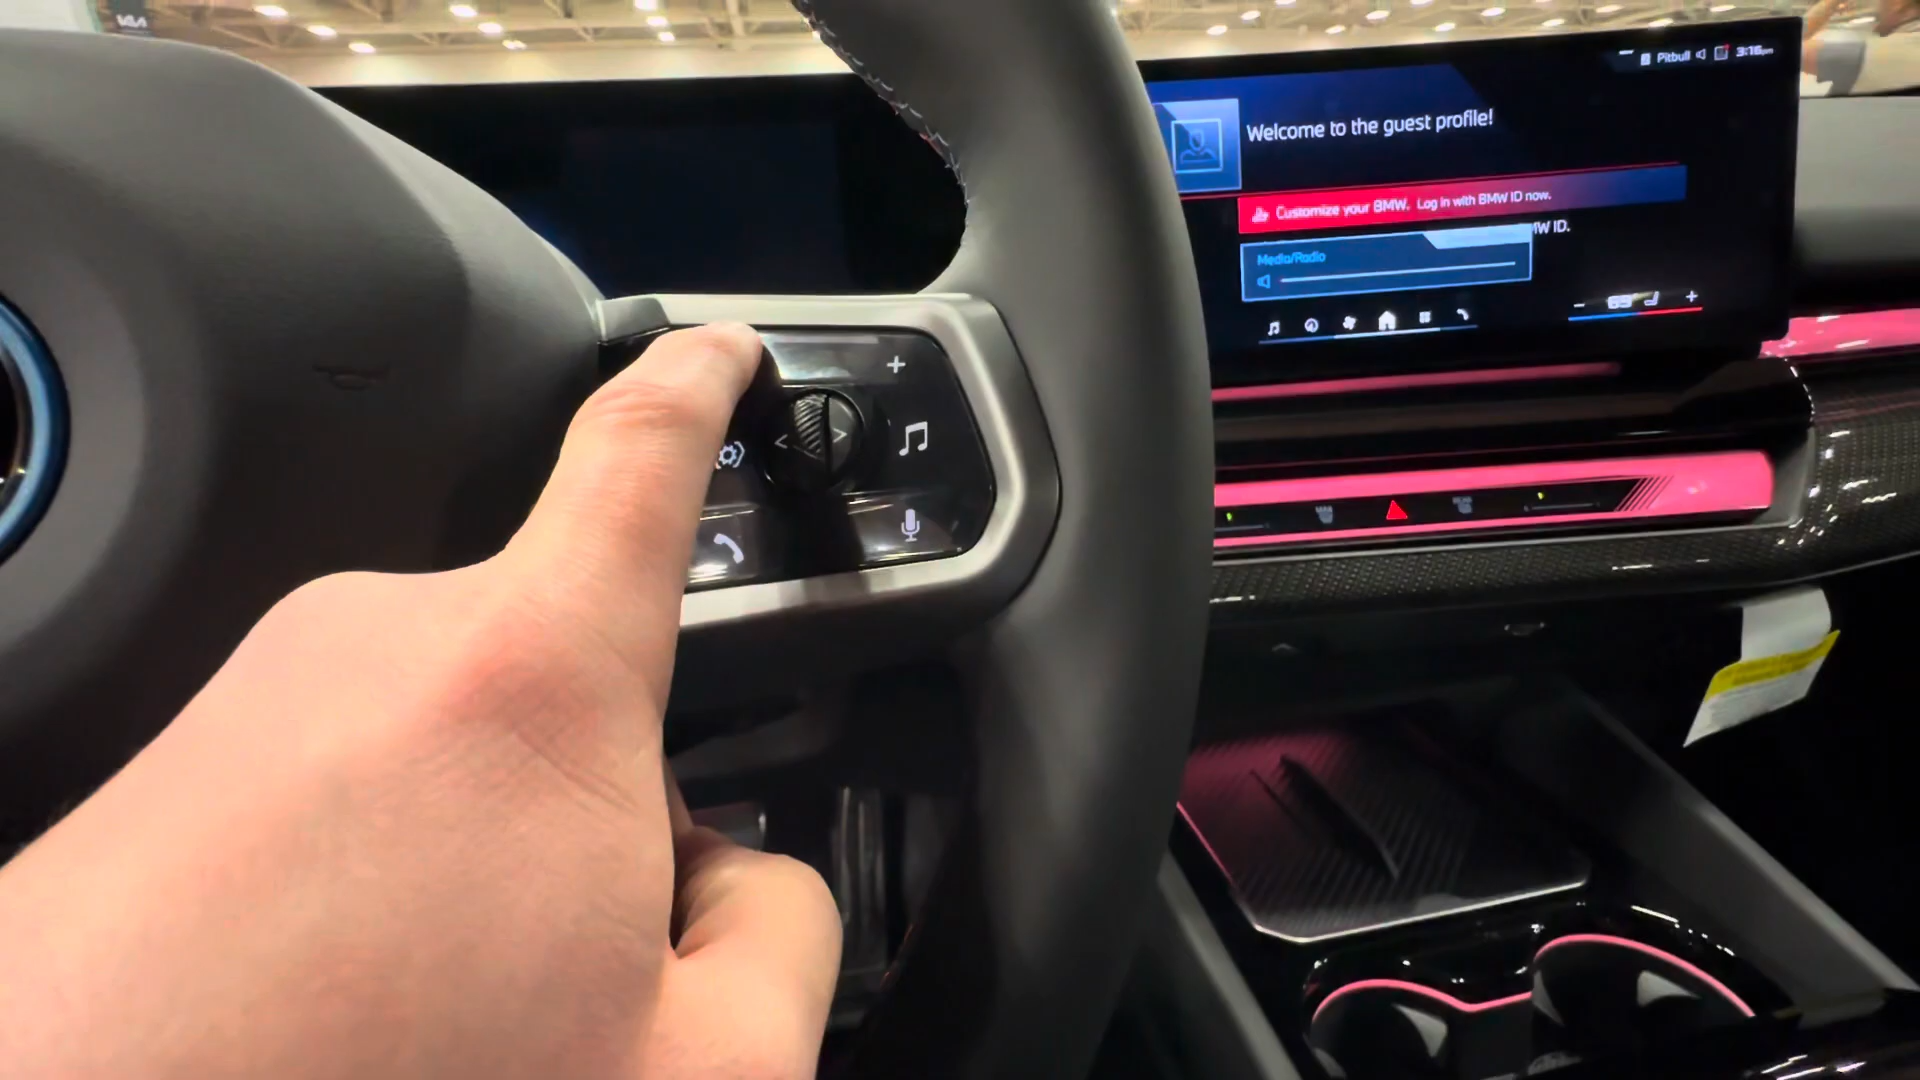 KIA
Pitbull 3:16pm
Welcome to the guest profile!
Customize your BMW. Log in with BMW ID now.
MW ID.
Media/Radio